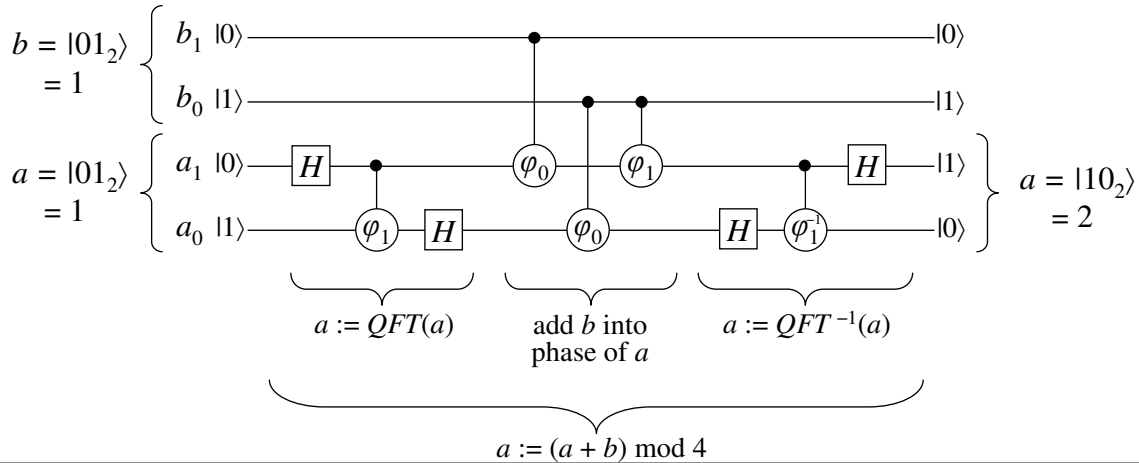 b₁ |0⟩ |0⟩
b = |01₂⟩
= 1
b₀ |1⟩ |1⟩
a₁ |0⟩ H φ₀ φ₁ H |1⟩
a = |01₂⟩ a = |10₂⟩
= 1 = 2
a₀ |1⟩ φ₁ H φ₀ H φ₁⁻¹ |0⟩
a := QFT(a) add b into a := QFT⁻¹(a)
phase of a
a := (a + b) mod 4